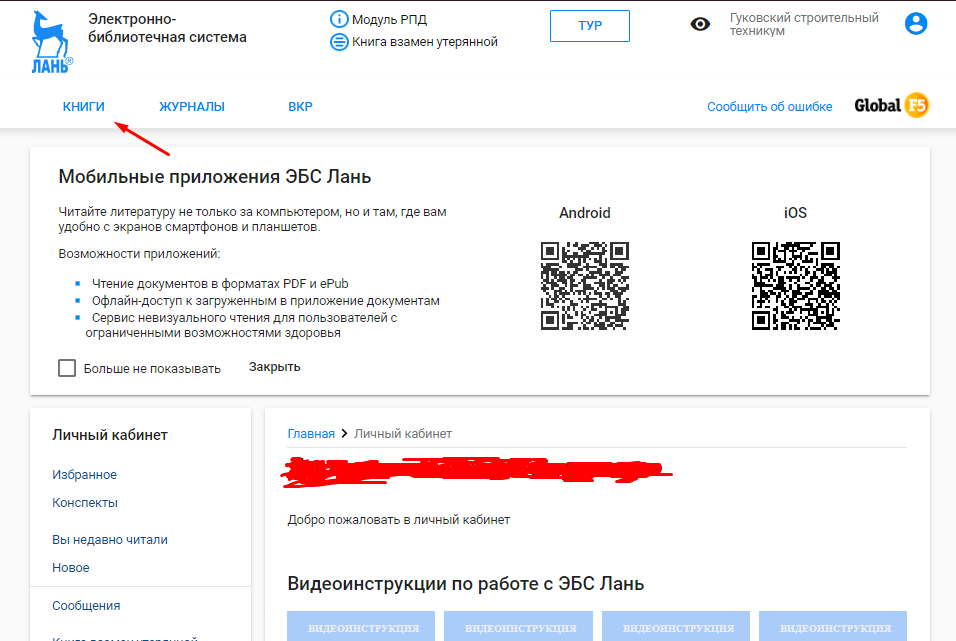 Электронно-
библиотечная система
ЛАНЬ®
Модуль РПД
Книга взамен утерянной
ТУР
Гуковский строительный
техникум
КНИГИ
ЖУРНАЛЫ
ВКР
Сообщить об ошибке
Global F5
Мобильные приложения ЭБС Лань
Читайте литературу не только за компьютером, но и там, где вам
удобно с экранов смартфонов и планшетов.
Возможности приложений:
Чтение документов в форматах PDF и ePub
Офлайн-доступ к загруженным в приложение документам
Сервис невизуального чтения для пользователей с
ограниченными возможностями здоровья
Android
iOS
Больше не показывать
Закрыть
Личный кабинет
Избранное
Конспекты
Вы недавно читали
Новое
Сообщения
Главная > Личный кабинет
Добро пожаловать в личный кабинет
Видеоинструкции по работе с ЭБС Лань
ВИДЕОИНСТРУКЦИЯ
ВИДЕОИНСТРУКЦИЯ
ВИДЕОИНСТРУКЦИЯ
ВИДЕОИНСТРУКЦИЯ